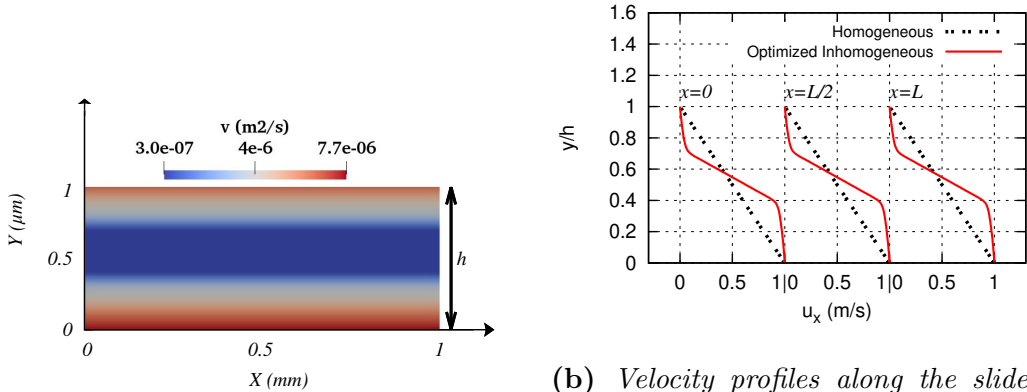 v (m2/s)
3.0e-07 4e-6 7.7e-06
Y (μm)
1
0.5
0
h
0 0.5 1
X (mm)
1.6
1.4
1.2
1
0.8
0.6
0.4
0.2
0
y/h
Homogeneous
Optimized Inhomogeneous
x=0 x=L/2 x=L
0 0.5 1|0 0.5 1|0 0.5 1
u_x (m/s)
(b) Velocity profiles along the slide